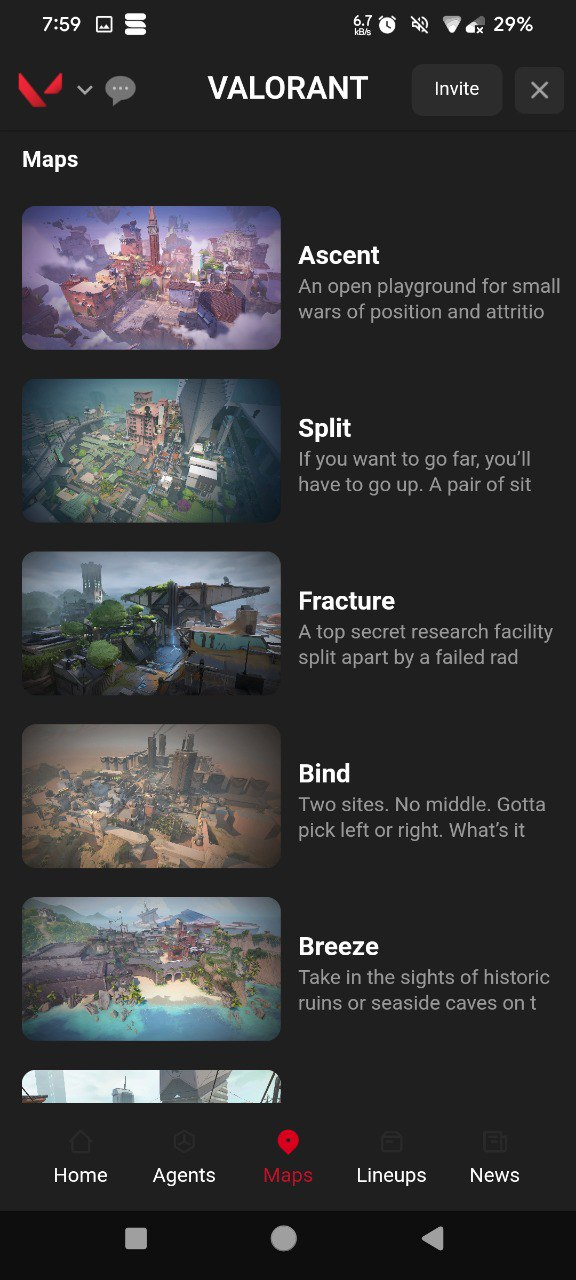 7:59
6.7
kB/s
29%
VALORANT
Invite
Maps
Ascent
An open playground for small
wars of position and attritio
Split
If you want to go far, you’ll
have to go up. A pair of sit
Fracture
A top secret research facility
split apart by a failed rad
Bind
Two sites. No middle. Gotta
pick left or right. What’s it
Breeze
Take in the sights of historic
ruins or seaside caves on t
Home
Agents
Maps
Lineups
News